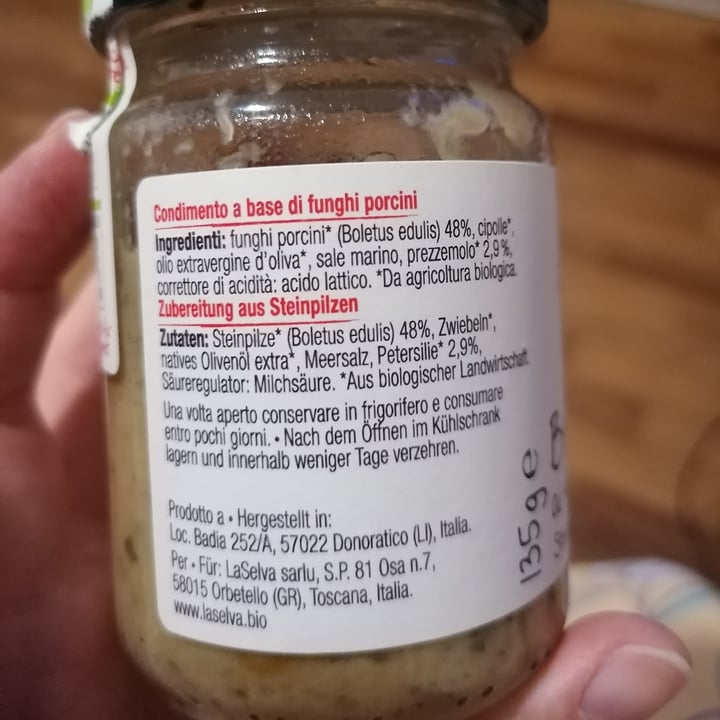 Condimento a base di funghi porcini
Ingredienti: funghi porcini* (Boletus edulis) 48%, cipolle*,
olio extravergine d'oliva*, sale marino, prezzemolo* 2,9%,
correttore di acidità: acido lattico. *Da agricoltura biologica.
Zubereitung aus Steinpilzen
Zutaten: Steinpilze* (Boletus edulis) 48%, Zwiebeln*,
natives Olivenöl extra*, Meersalz, Petersilie* 2,9%,
Säureregulator: Milchsäure. *Aus biologischer Landwirtschaft.
Una volta aperto conservare in frigorifero e consumare
entro pochi giorni. • Nach dem Öffnen im Kühlschrank
lagern und innerhalb weniger Tage verzehren.
Prodotto a • Hergestellt in:
Loc. Badia 252/A, 57022 Donoratico (LI), Italia.
Per • Für: LaSelva sarlu, S.P. 81 Osa n.7,
58015 Orbetello (GR), Toscana, Italia.
www.laselva.bio
135g e